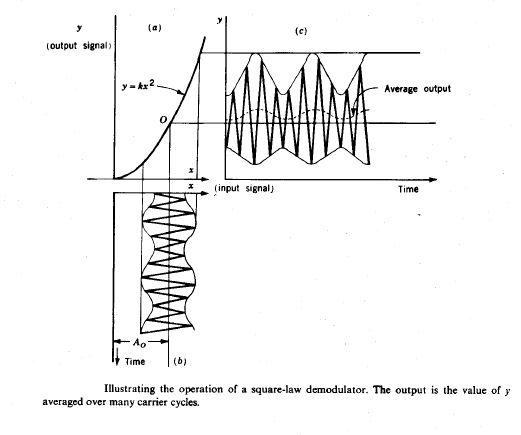 y
(output signal)
(a)
y
(c)
y = kx²
Average output
O
x
x
(input signal)
Time
A₀
Time
(b)
Illustrating the operation of a square-law demodulator. The output is the value of y
averaged over many carrier cycles.